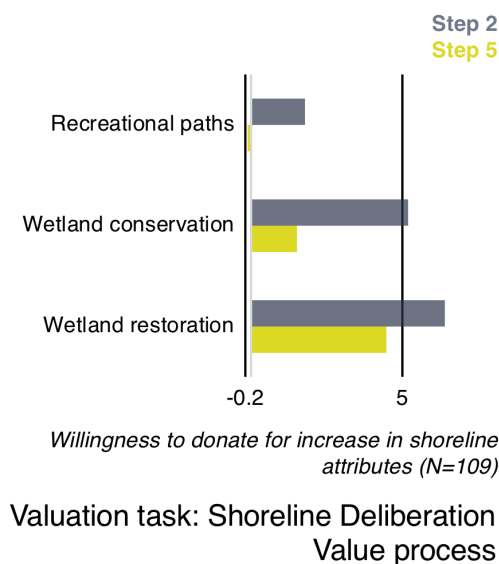 Step 2
Step 5
Recreational paths
Wetland conservation
Wetland restoration
-0.2
5
Willingness to donate for increase in shoreline
attributes (N=109)
Valuation task: Shoreline Deliberation
Value process